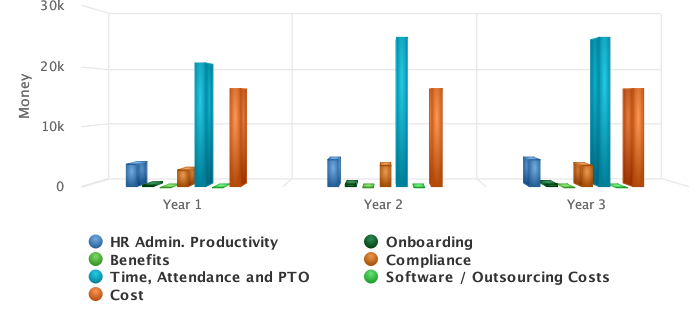 30k
20k
10k
0
Money
Year 1 Year 2 Year 3
HR Admin. Productivity Onboarding
Benefits Compliance
Time, Attendance and PTO Software / Outsourcing Costs
Cost